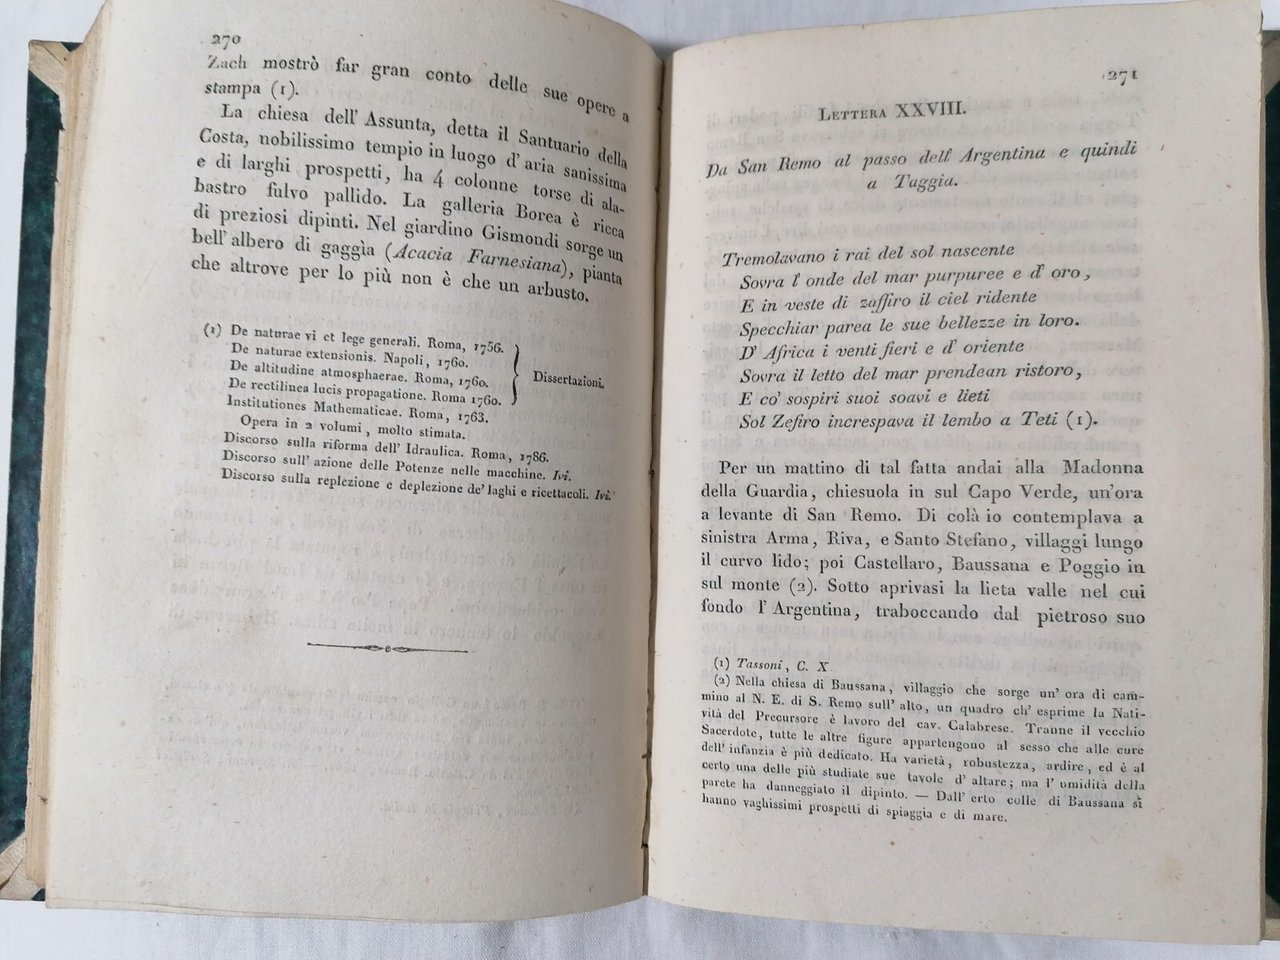 270
Zach mostrò far gran conto delle sue opere a
stampa (1).
La chiesa dell' Assunta, detta il Santuario della
Costa, nobilissimo tempio in luogo d' aria sanissima
e di larghi prospetti, ha 4 colonne torse di ala-
bastro fulvo pallido. La galleria Borea è ricca
di preziosi dipinti. Nel giardino Gismondi sorge un
bell' albero di gaggìa (Acacia Farnesiana), pianta
che altrove per lo più non è che un arbusto.
(1) De naturae vi et lege generali. Roma, 1756.
De naturae extensionis. Napoli, 1760.
De altitudine atmosphaerae. Roma, 1760.
De rectilinea lucis propagatione. Roma 1760.
Dissertazioni.
Institutiones Mathematicae. Roma, 1763.
Opera in 2 volumi, molto stimata.
Discorso sulla riforma dell' Idraulica. Roma, 1786.
Discorso sull' azione delle Potenze nelle macchine. Ivi.
Discorso sulla replezione e deplezione de' laghi e ricettacoli. Ivi.
271
LETTERA XXVIII.
Da San Remo al passo dell' Argentina e quindi
a Taggia.
Tremolavano i rai del sol nascente
Sovra l' onde del mar purpuree e d' oro,
E in veste di zaffiro il ciel ridente
Specchiar parea le sue bellezze in loro.
D' Africa i venti fieri e d' oriente
Sovra il letto del mar prendean ristoro,
E co' sospiri suoi soavi e lieti
Sol Zefiro increspava il lembo a Teti (1).
Per un mattino di tal fatta andai alla Madonna
della Guardia, chiesuola in sul Capo Verde, un'ora
a levante di San Remo. Di colà io contemplava a
sinistra Arma, Riva, e Santo Stefano, villaggi lungo
il curvo lido; poi Castellaro, Baussana e Poggio in
sul monte (2). Sotto aprivasi la lieta valle nel cui
fondo l' Argentina, traboccando dal pietroso suo
(1) Tassoni, C. X
(2) Nella chiesa di Baussana, villaggio che sorge un' ora di cam-
mino al N. E. di S. Remo sull' alto, un quadro ch' esprime la Nati-
vità del Precursore è lavoro del cav. Calabrese. Traune il vecchio
Sacerdote, tutte le altre figure appartengono al sesso che alle cure
dell' infanzia è più dedicato. Ha varietà, robustezza, ardire, ed è al
certo una delle più studiate sue tavole d' altare; ma l' umidità della
parete ha danneggiato il dipinto. — Dall' erto colle di Baussana si
hanno vaghissimi prospetti di spiaggia e di mare.